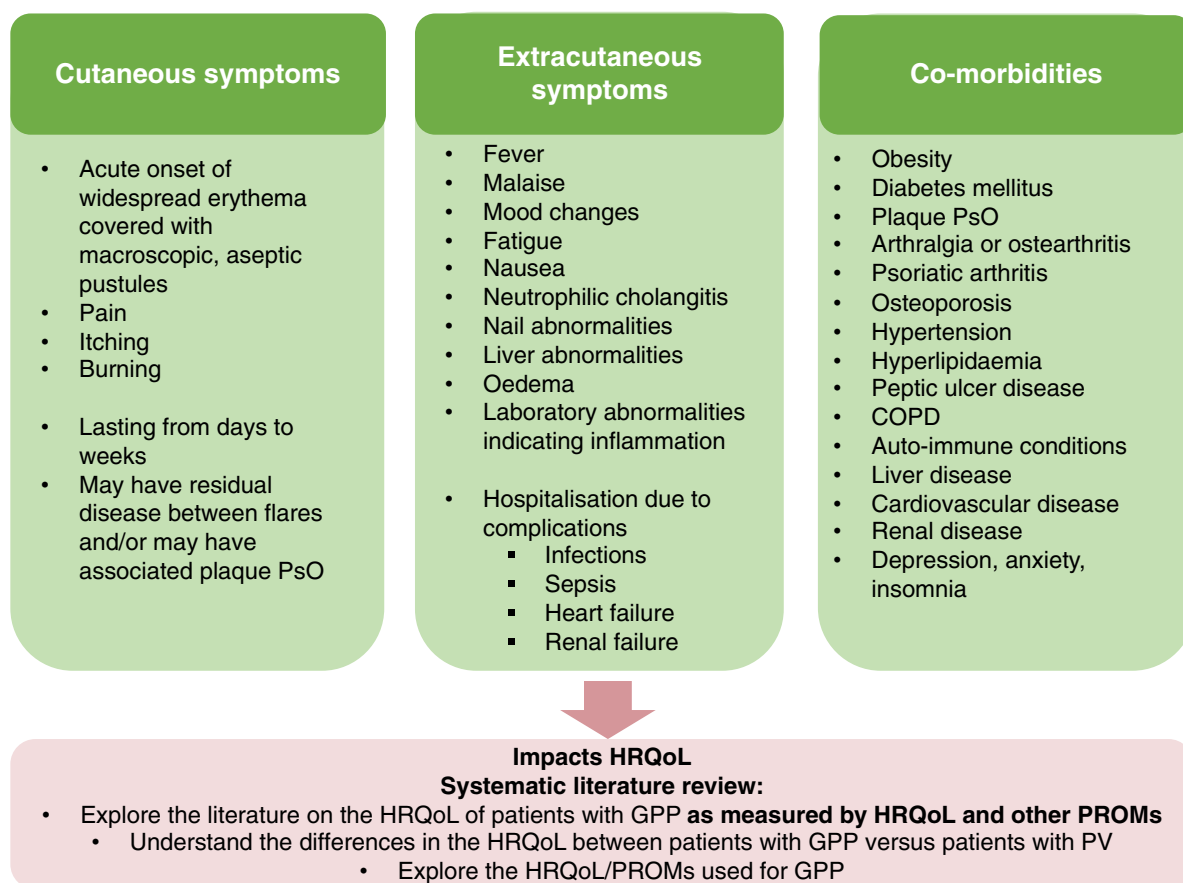 Cutaneous symptoms
• Acute onset of
widespread erythema
covered with
macroscopic, aseptic
pustules
• Pain
• Itching
• Burning
• Lasting from days to
weeks
• May have residual
disease between flares
and/or may have
associated plaque PsO
Extracutaneous
symptoms
• Fever
• Malaise
• Mood changes
• Fatigue
• Nausea
• Neutrophilic cholangitis
• Nail abnormalities
• Liver abnormalities
• Oedema
• Laboratory abnormalities
indicating inflammation
• Hospitalisation due to
complications
▪ Infections
▪ Sepsis
▪ Heart failure
▪ Renal failure
Co-morbidities
• Obesity
• Diabetes mellitus
• Plaque PsO
• Arthralgia or ostearthritis
• Psoriatic arthritis
• Osteoporosis
• Hypertension
• Hyperlipidaemia
• Peptic ulcer disease
• COPD
• Auto-immune conditions
• Liver disease
• Cardiovascular disease
• Renal disease
• Depression, anxiety,
insomnia
Impacts HRQoL
Systematic literature review:
• Explore the literature on the HRQoL of patients with GPP as measured by HRQoL and other PROMs
• Understand the differences in the HRQoL between patients with GPP versus patients with PV
• Explore the HRQoL/PROMs used for GPP